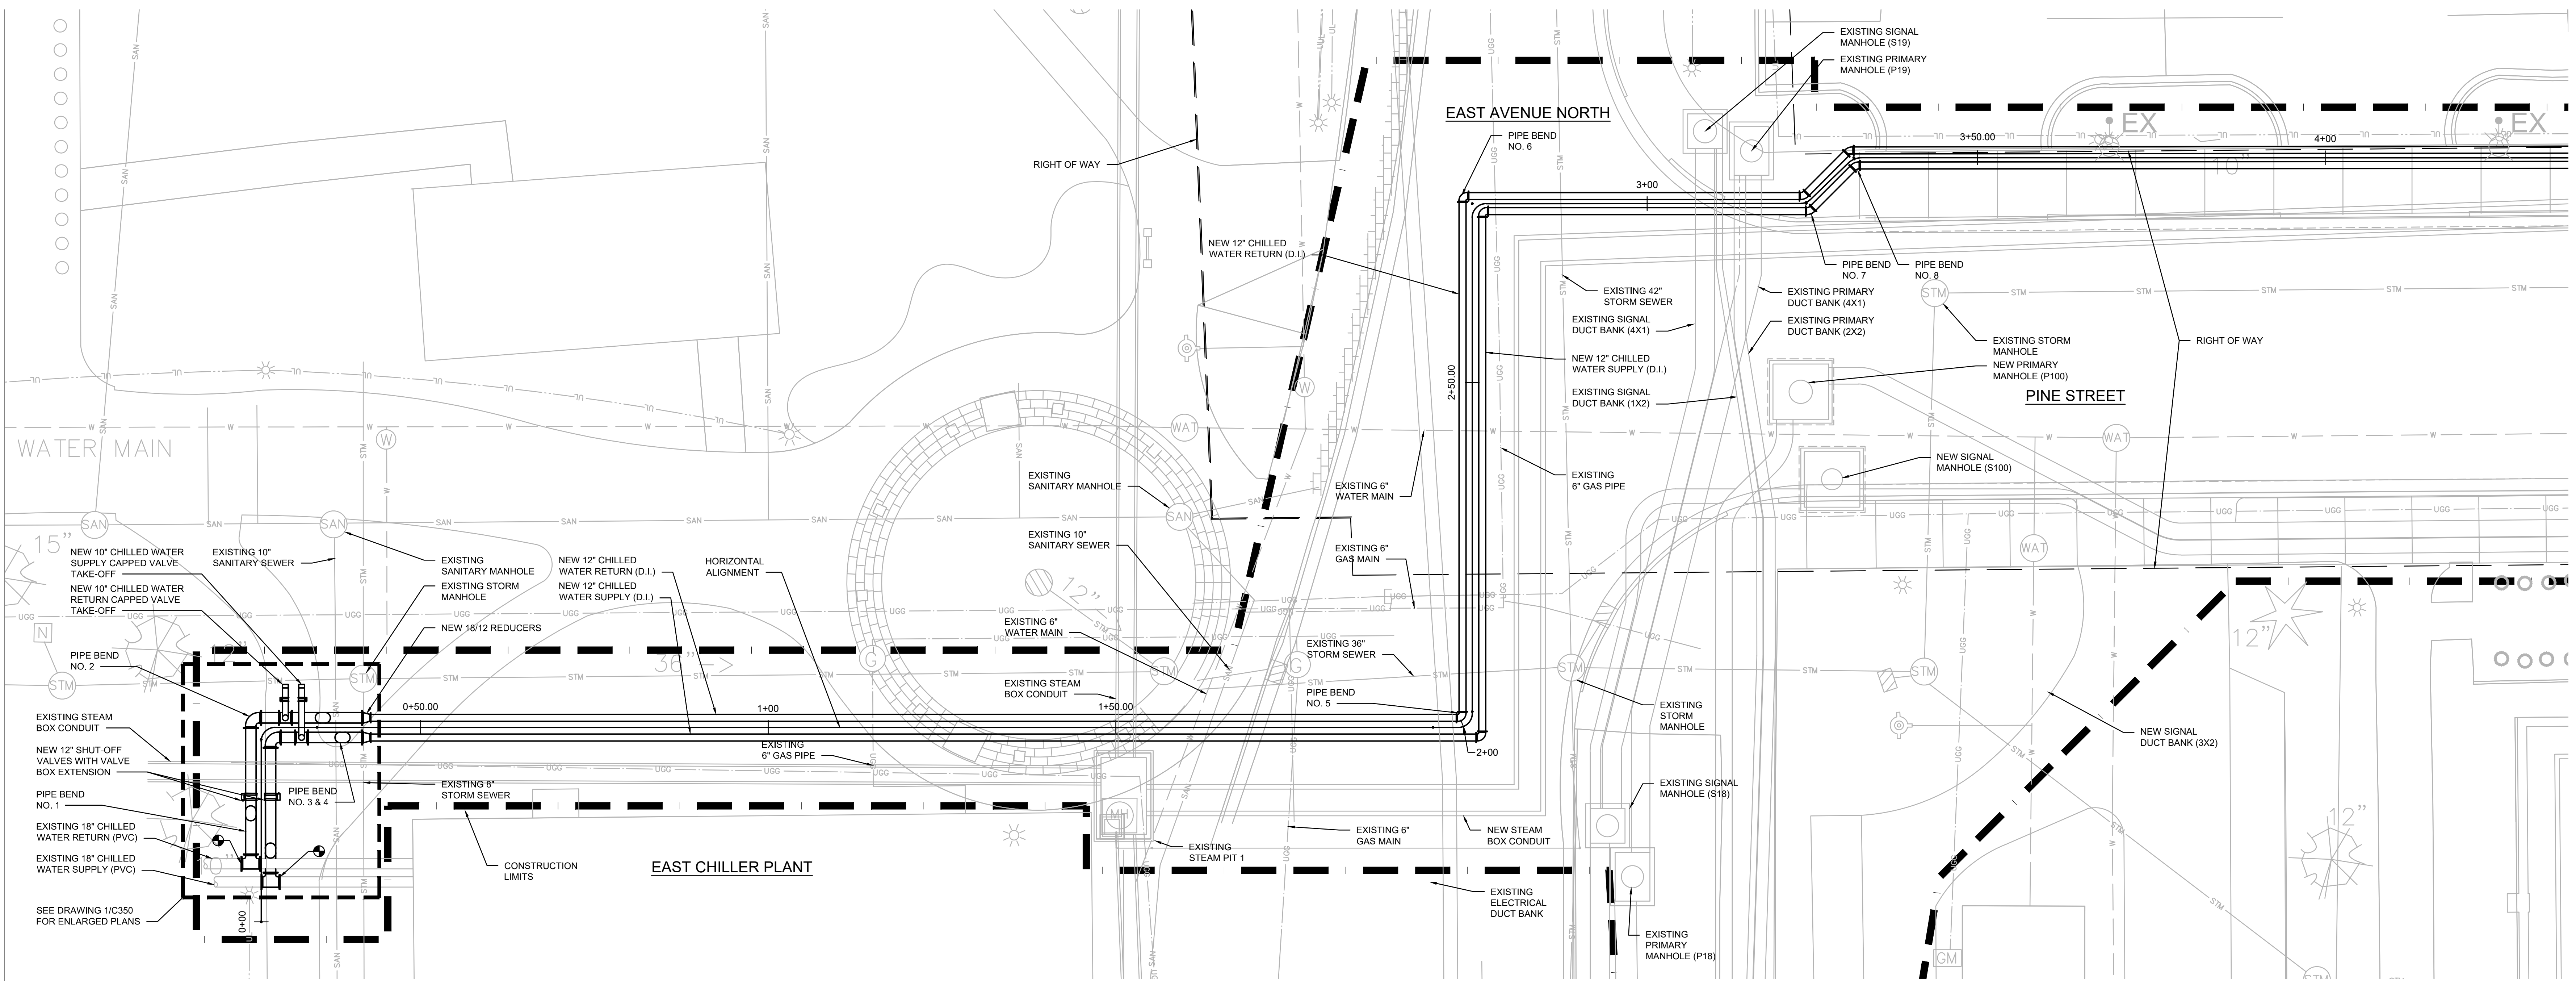 EXISTING SIGNAL
MANHOLE (S19)
EXISTING PRIMARY
MANHOLE (P19)
EAST AVENUE NORTH
PIPE BEND
NO. 6
RIGHT OF WAY
3+00
3+50.00
4+00
EX
EX
10"
NEW 12" CHILLED
WATER RETURN (D.I.)
PIPE BEND
NO. 7
PIPE BEND
NO. 8
EXISTING 42"
STORM SEWER
EXISTING PRIMARY
DUCT BANK (4X1)
EXISTING SIGNAL
DUCT BANK (4X1)
EXISTING PRIMARY
DUCT BANK (2X2)
EXISTING STORM
MANHOLE
RIGHT OF WAY
NEW 12" CHILLED
WATER SUPPLY (D.I.)
NEW PRIMARY
MANHOLE (P100)
2+50.00
EXISTING SIGNAL
DUCT BANK (1X2)
PINE STREET
WATER MAIN
EXISTING
SANITARY MANHOLE
EXISTING 6"
WATER MAIN
EXISTING
6" GAS PIPE
NEW SIGNAL
MANHOLE (S100)
15"
NEW 10" CHILLED WATER
SUPPLY CAPPED VALVE
TAKE-OFF
EXISTING 10"
SANITARY SEWER
EXISTING
SANITARY MANHOLE
NEW 12" CHILLED
WATER RETURN (D.I.)
HORIZONTAL
ALIGNMENT
EXISTING 10"
SANITARY SEWER
EXISTING 6"
GAS MAIN
NEW 10" CHILLED WATER
RETURN CAPPED VALVE
TAKE-OFF
EXISTING STORM
MANHOLE
NEW 12" CHILLED
WATER SUPPLY (D.I.)
12"
NEW 18/12 REDUCERS
EXISTING 6"
WATER MAIN
EXISTING 36"
STORM SEWER
12"
PIPE BEND
NO. 2
36"->
EXISTING STEAM
BOX CONDUIT
PIPE BEND
NO. 5
EXISTING
STORM
MANHOLE
0+50.00
1+00
1+50.00
2+00
EXISTING STEAM
BOX CONDUIT
EXISTING
6" GAS PIPE
NEW SIGNAL
DUCT BANK (3X2)
NEW 12" SHUT-OFF
VALVES WITH VALVE
BOX EXTENSION
PIPE BEND
NO. 3 & 4
EXISTING 8"
STORM SEWER
EXISTING SIGNAL
MANHOLE (S18)
PIPE BEND
NO. 1
12"
EXISTING 18" CHILLED
WATER RETURN (PVC)
EXISTING 6"
GAS MAIN
NEW STEAM
BOX CONDUIT
EXISTING 18" CHILLED
WATER SUPPLY (PVC)
CONSTRUCTION
LIMITS
EAST CHILLER PLANT
EXISTING
STEAM PIT 1
SEE DRAWING 1/C350
FOR ENLARGED PLANS
0+00
EXISTING
ELECTRICAL
DUCT BANK
EXISTING
PRIMARY
MANHOLE (P18)
GM